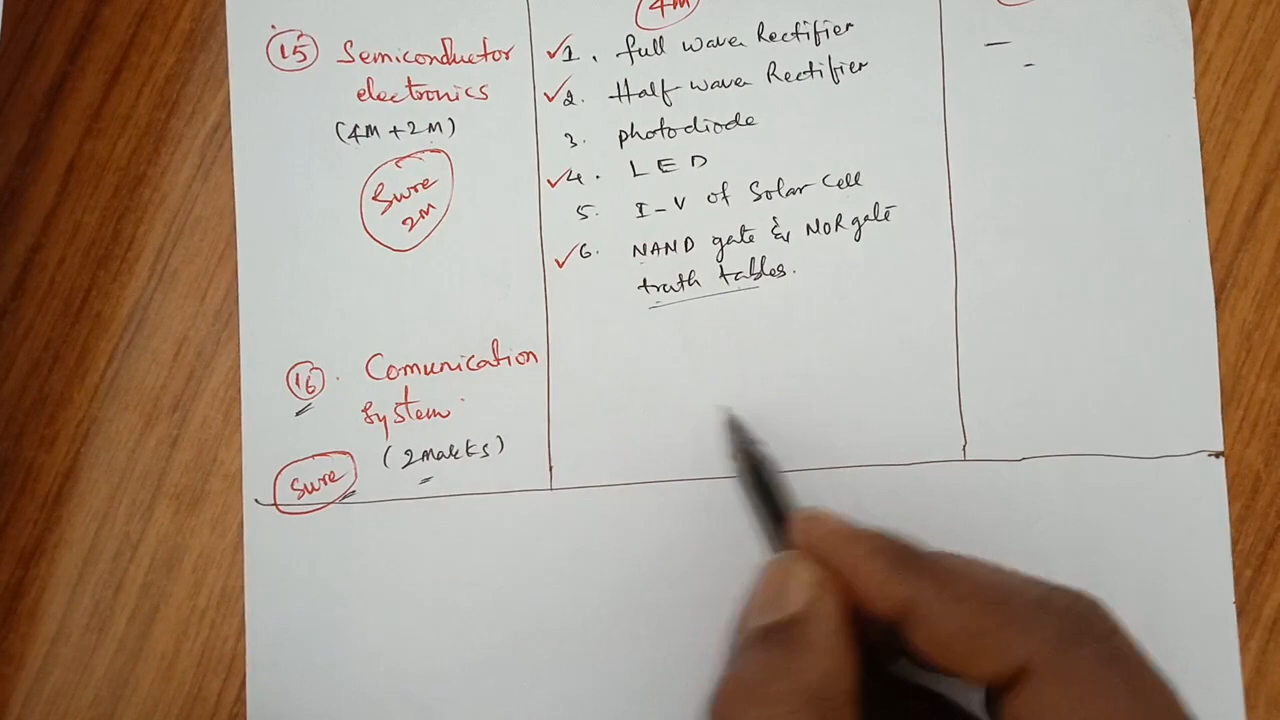 4M
15 Semiconductor
electronics
(4M + 2M)
Sure
2M
✓1. full wave Rectifier
✓2. Half wave Rectifier
3. photodiode
✓4. LED
5. I-V of Solar Cell
✓6. NAND gate & NOR gate
truth tables.
16. Comunication
System
(2marks)
Sure